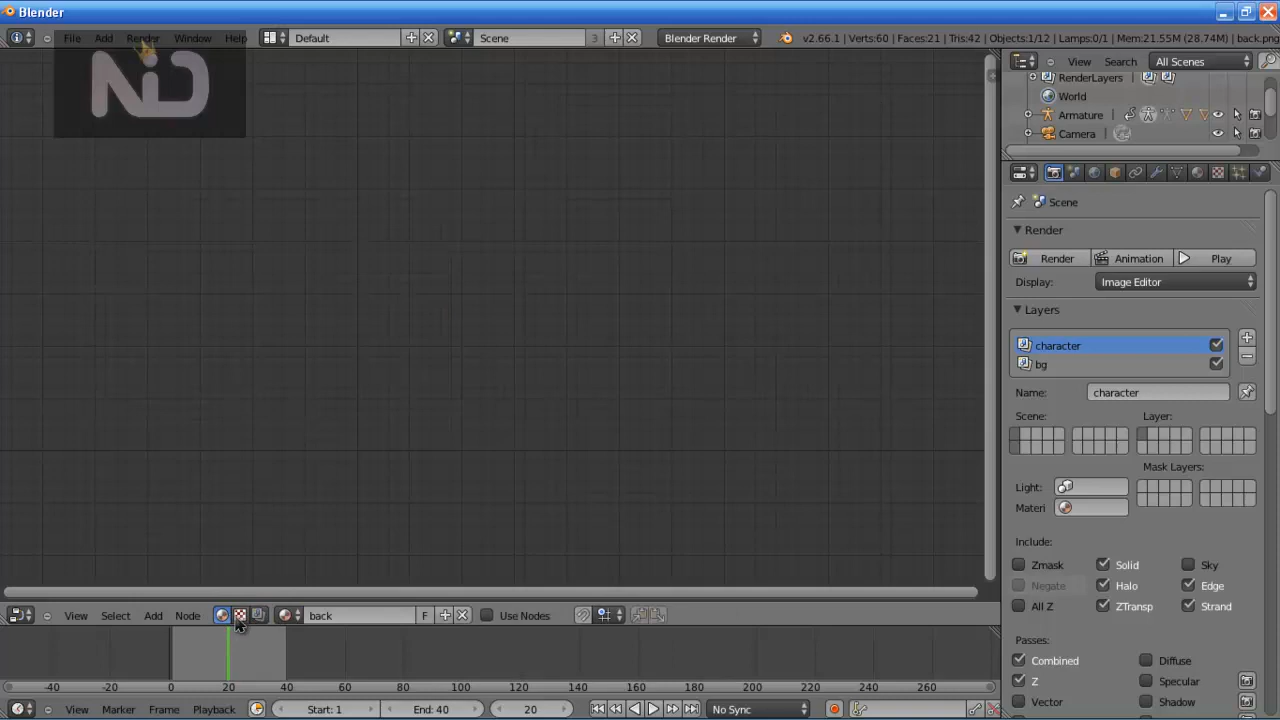 Blender
File Add Render Window Help Default Scene 3 Blender Render v2.66.1 | Verts:60 | Faces:21 | Tris:42 | Objects:1/12 | Lamps:0/1 | Mem:21.55M (28.74M) | back.png
NiD
View Search All Scenes
RenderLayers
World
Armature
Camera
Scene
Render
Render Animation Play
Display: Image Editor
Layers
character
bg
Name: character
Scene: Layer:
Mask Layers:
Light:
Materi
Include:
Zmask Solid Sky
Negate Halo Edge
All Z ZTransp Strand
Passes:
Combined Diffuse
Z Specular
Vector Shadow
View Select Add Node back F Use Nodes
-40 -20 0 20 40 60 80 100 120 140 160 180 200 220 240 260
View Marker Frame Playback Start: 1 End: 40 20 No Sync